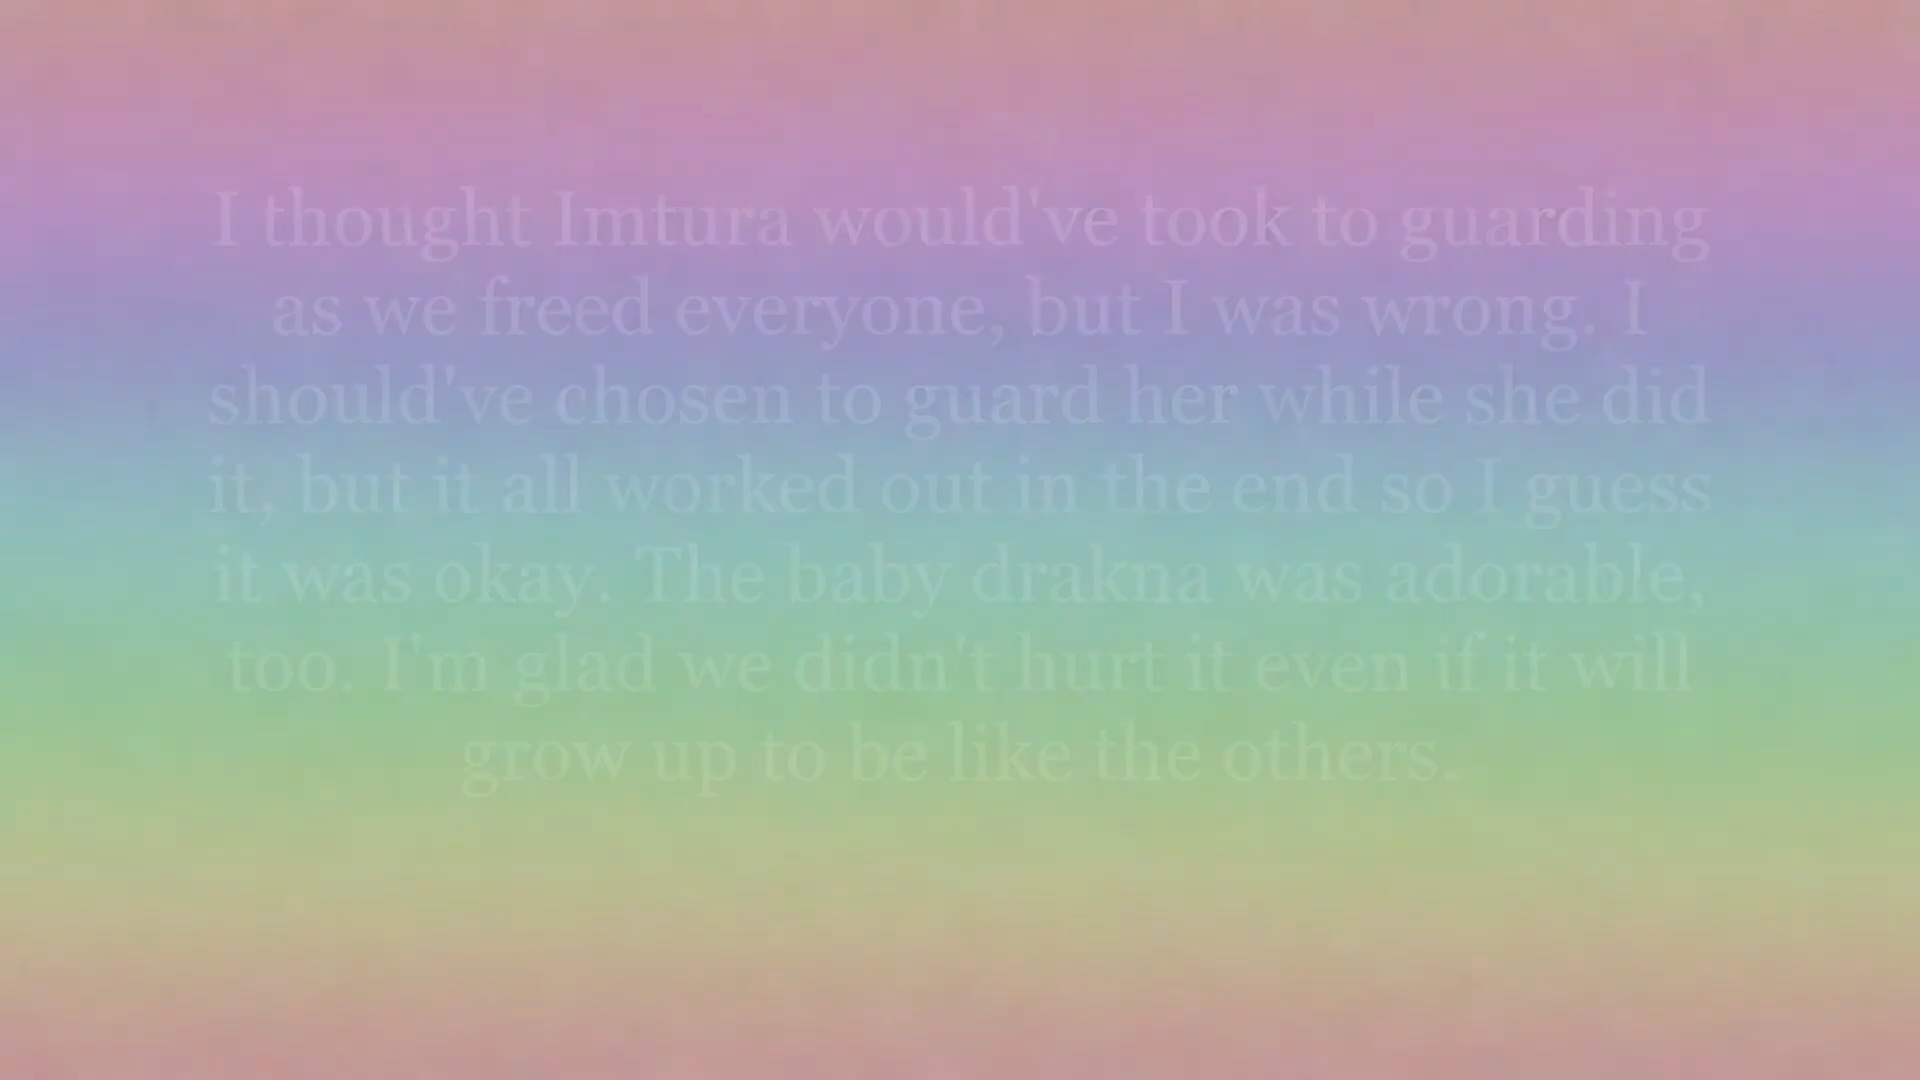 I thought Imtura would've took to guarding
as we freed everyone, but I was wrong. I
should've chosen to guard her while she did
it, but it all worked out in the end so I guess
it was okay. The baby drakna was adorable,
too. I'm glad we didn't hurt it even if it will
grow up to be like the others.